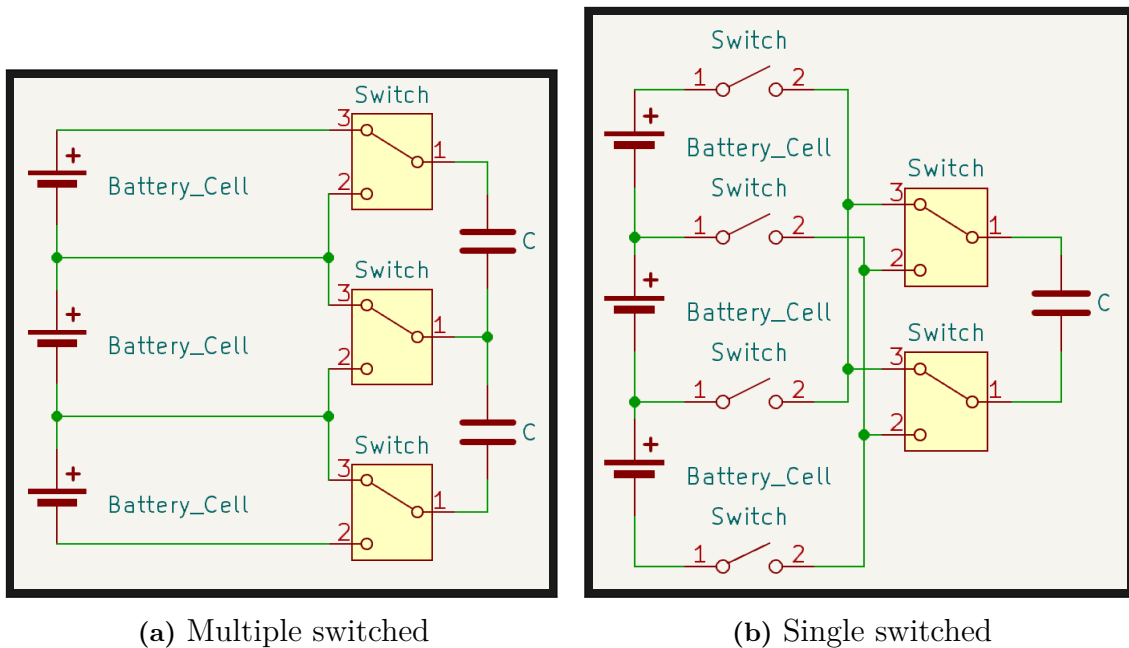 Switch
3
1
+
Battery_Cell
2
C
Switch
3
+
1
Battery_Cell
2
C
Switch
+
3
1
Battery_Cell
2
(a) Multiple switched
Switch
1
2
+
Battery_Cell
Switch
3
1
2
Switch
1
2
+
C
Battery_Cell
Switch
1
2
Switch
3
1
2
+
Battery_Cell
Switch
1
2
(b) Single switched